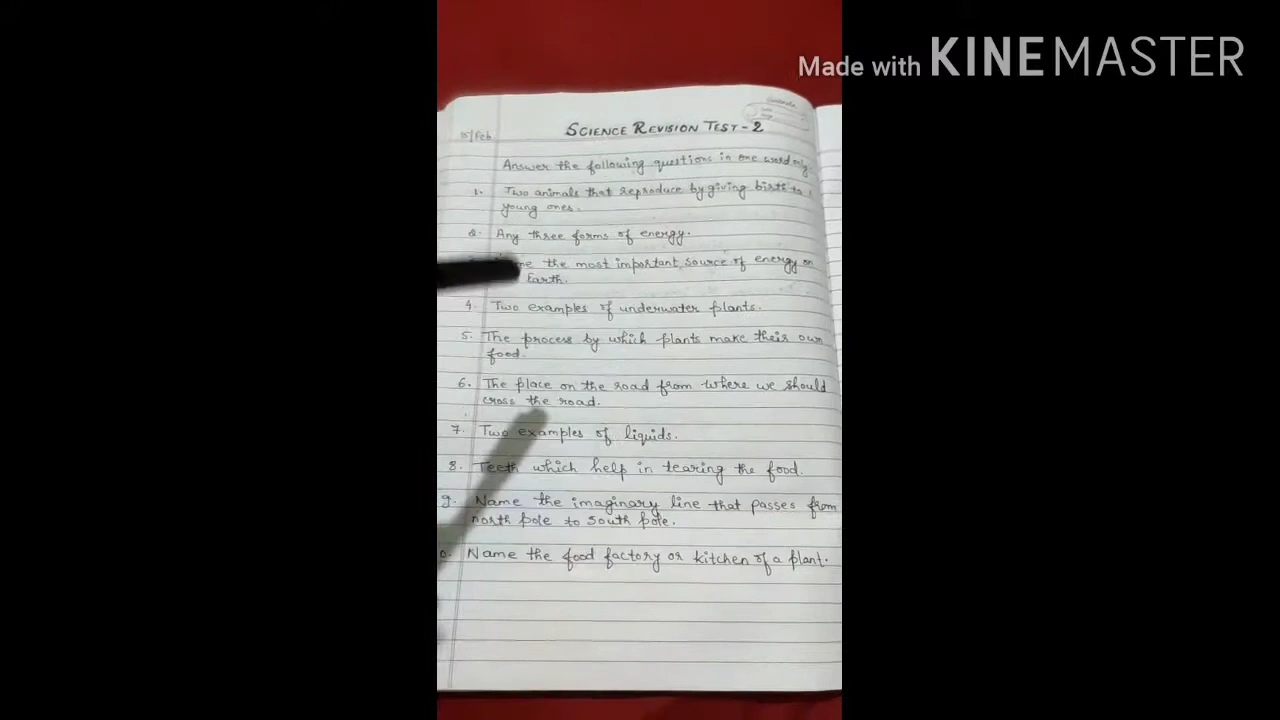 Made with KINEMASTER
SCIENCE REVISION TEST - 2
15/Feb
Answer the following questions in one word only
1. Two animals that reproduce by giving birth to
young ones.
2. Any three forms of energy.
the most important source of energy on
Earth.
4. Two examples of underwater plants.
5. The process by which plants make their own
food.
6. The place on the road from where we should
cross the road.
7. Two examples of liquids.
8. Teeth which help in tearing the food.
9. Name the imaginary line that passes from
north pole to south pole.
Name the food factory or kitchen of a plant.